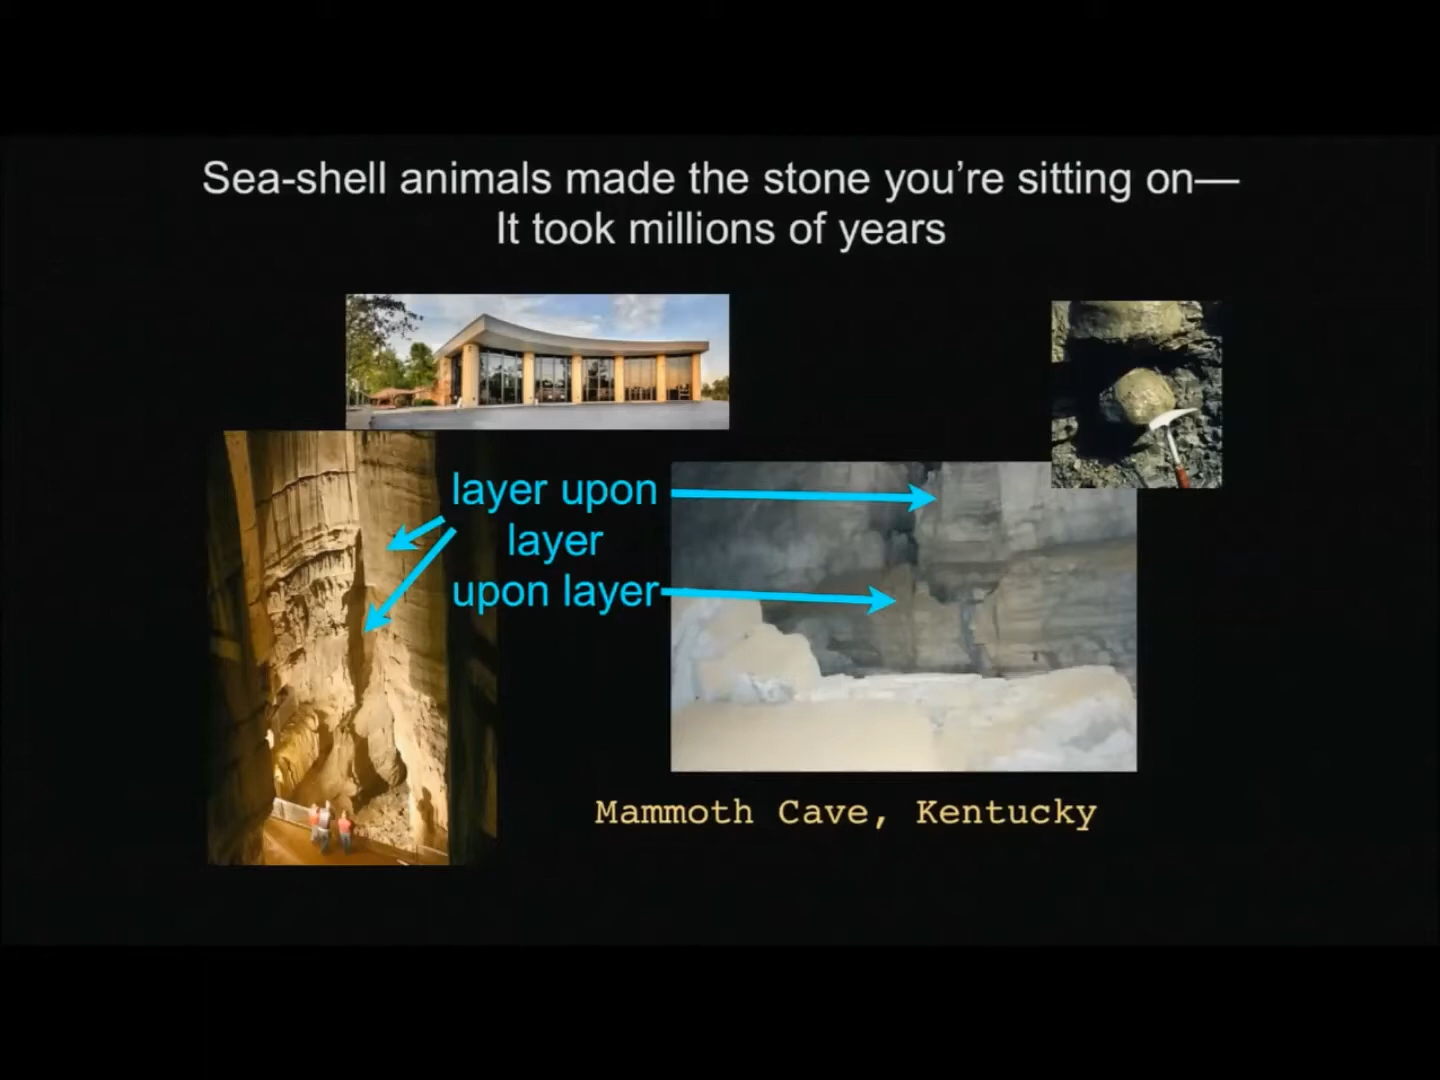 Sea-shell animals made the stone you’re sitting on—
It took millions of years
layer upon
layer
upon layer
Mammoth Cave, Kentucky